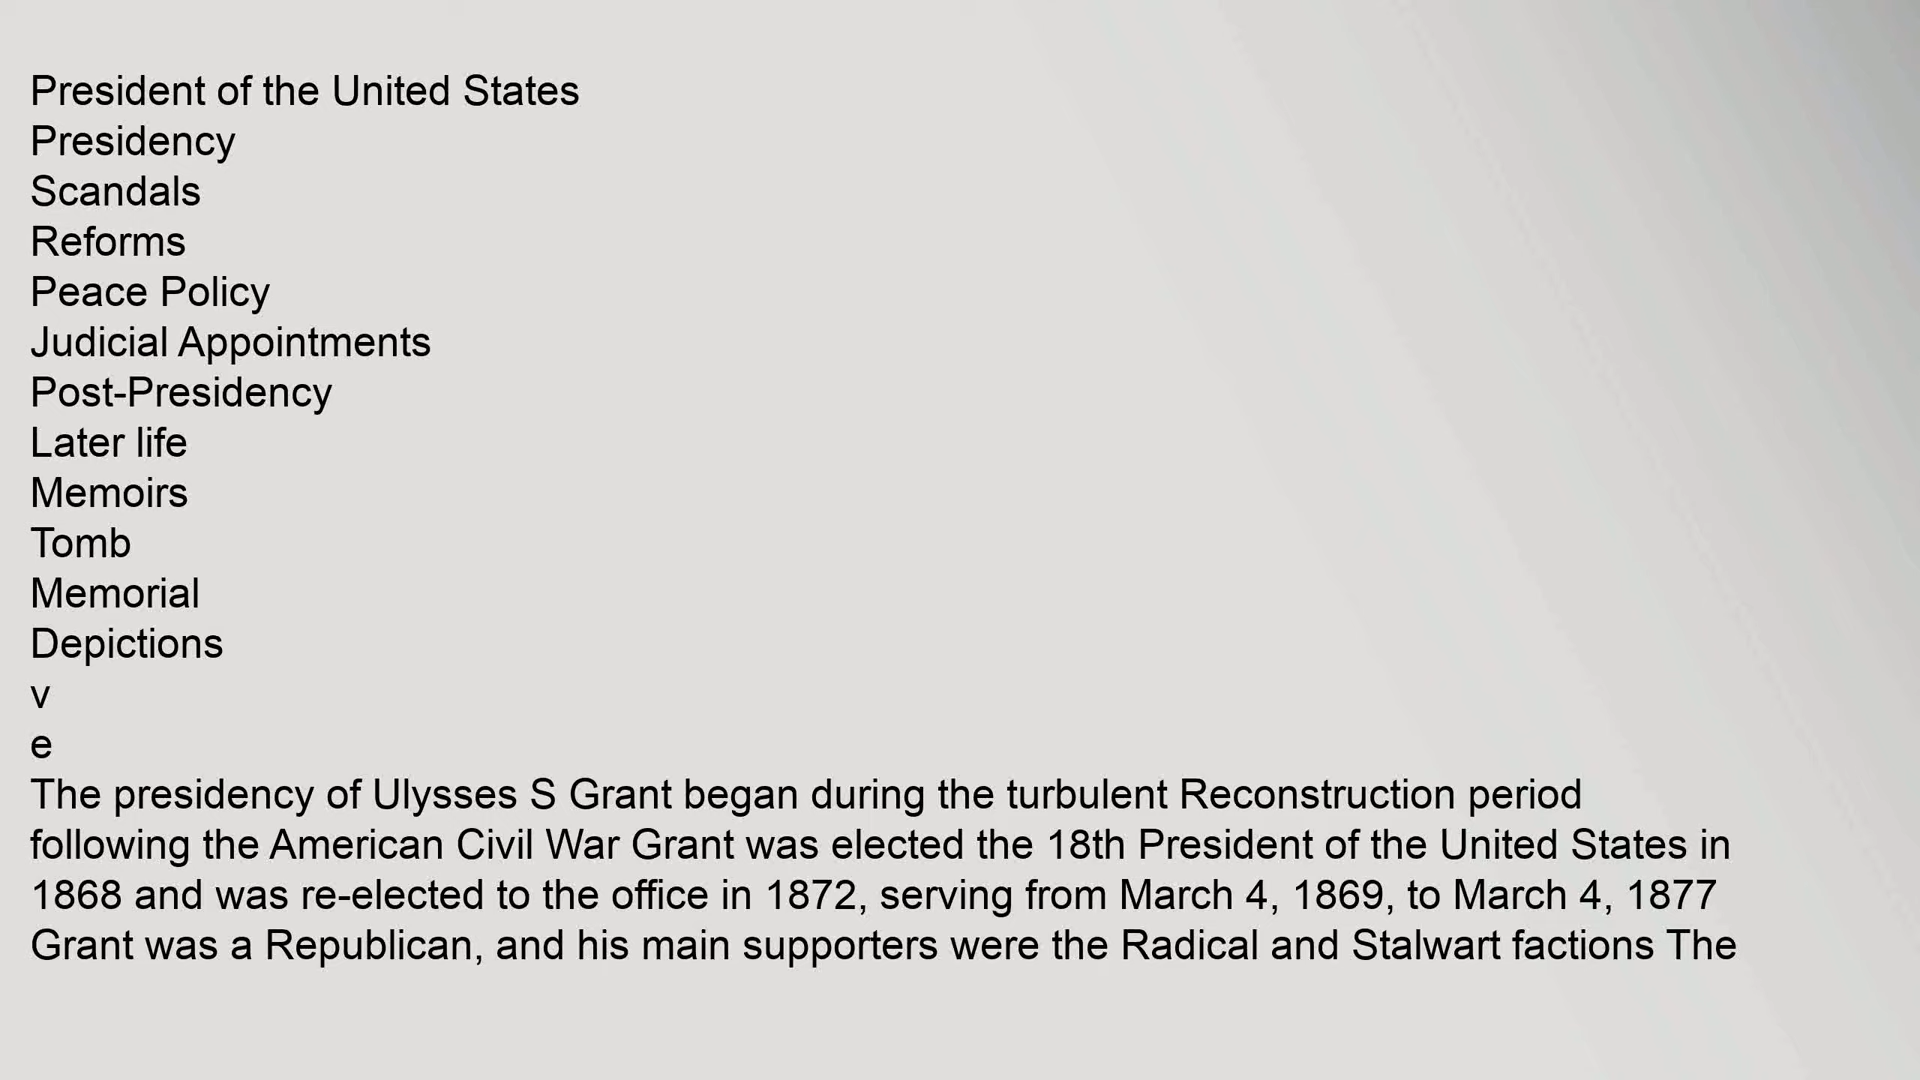 President of the United States
Presidency
Scandals
Reforms
Peace Policy
Judicial Appointments
Post-Presidency
Later life
Memoirs
Tomb
Memorial
Depictions
v
e
The presidency of Ulysses S Grant began during the turbulent Reconstruction period
following the American Civil War Grant was elected the 18th President of the United States in
1868 and was re-elected to the office in 1872, serving from March 4, 1869, to March 4, 1877
Grant was a Republican, and his main supporters were the Radical and Stalwart factions The